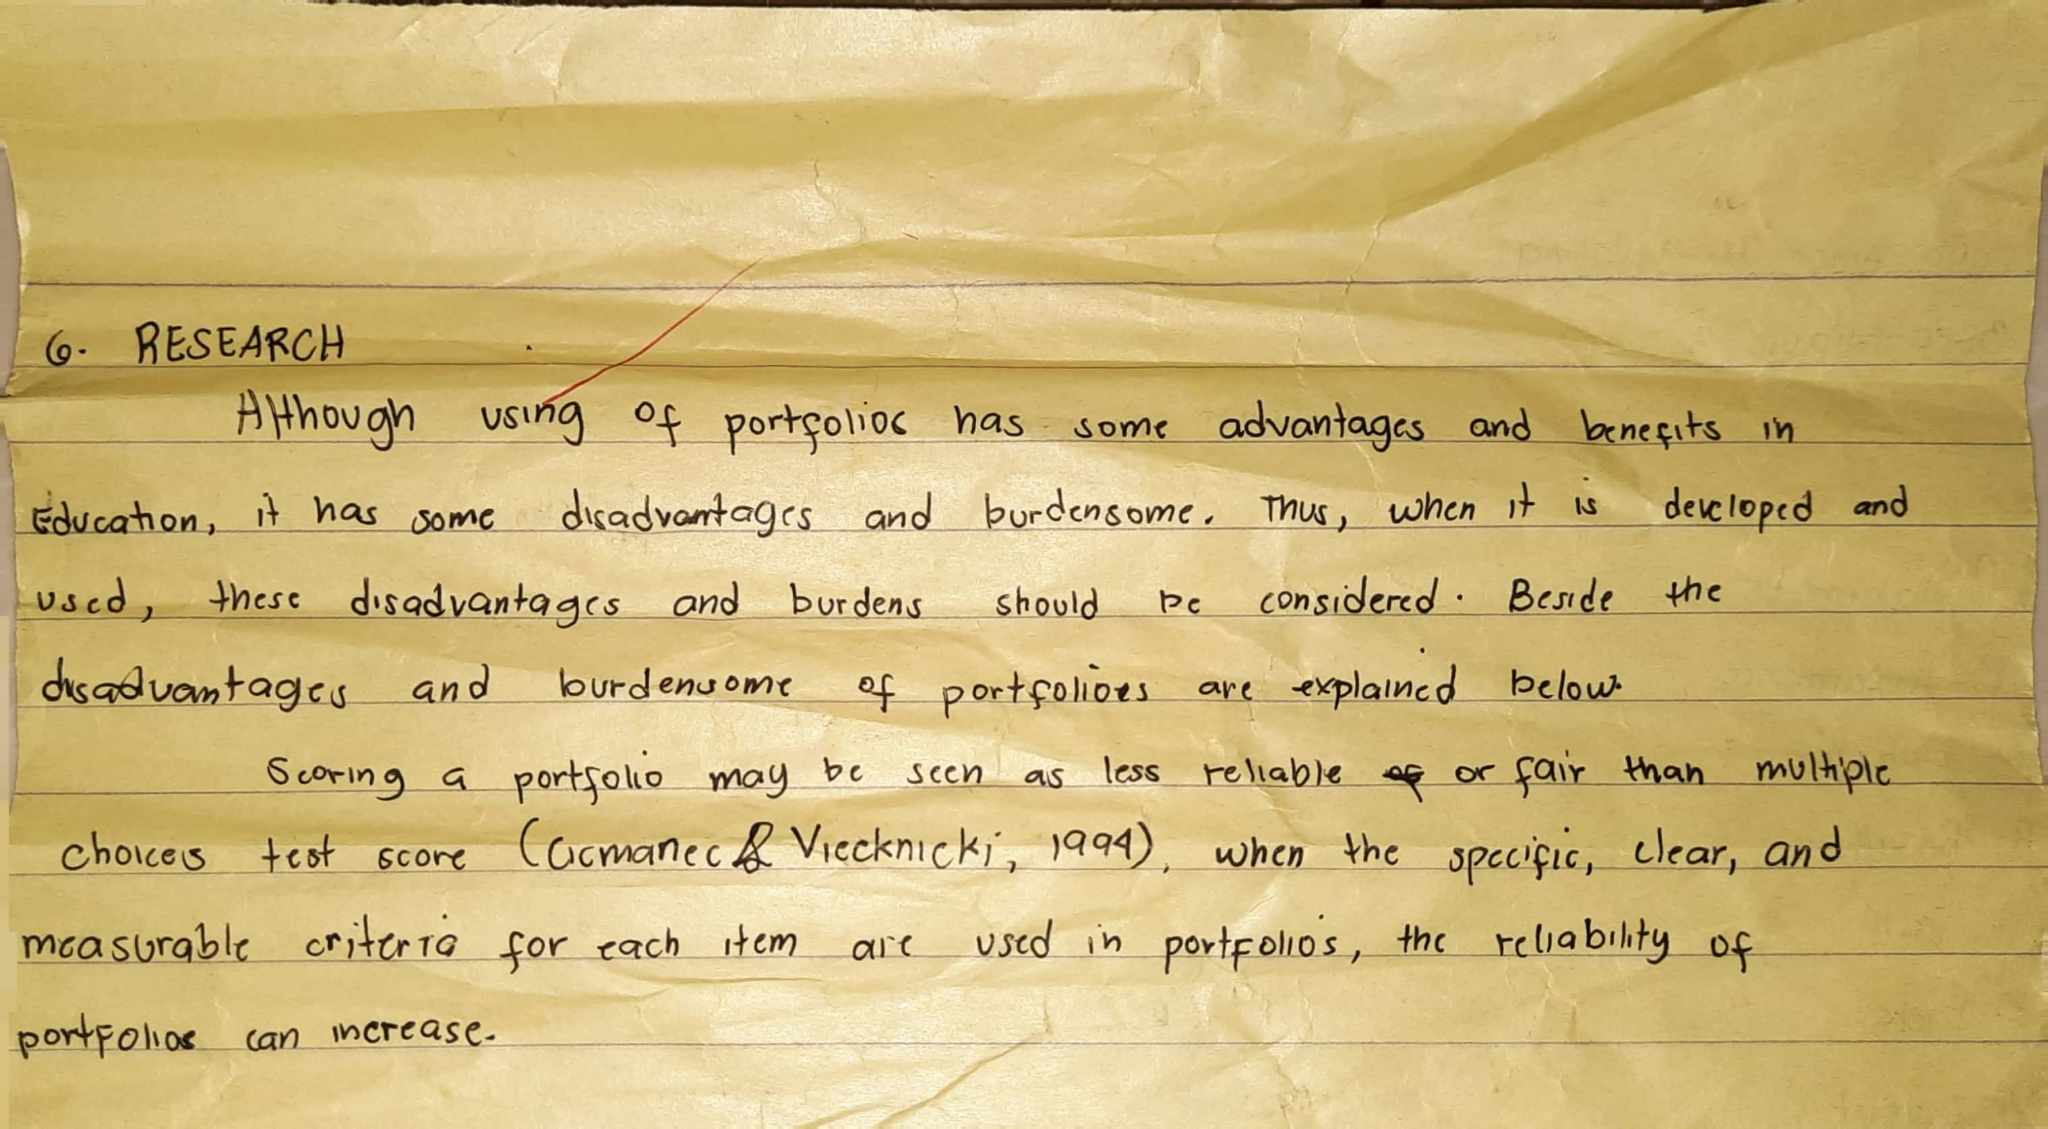 6. RESEARCH
Although using of portfolios has some advantages and benefits in
Education, it has some disadvantages and burdensome. Thus, when it is developed and
used, these disadvantages and burdens should be considered. Beside the
disadvantages and burdensome of portfolioes are explained below.
Scoring a portfolio may be seen as less reliable or fair than multiple
choices test score (Cicmanec & Viecknicki, 1994), when the specific, clear, and
measurable criteria for each item are used in portfolios, the reliability of
portfolios can increase.